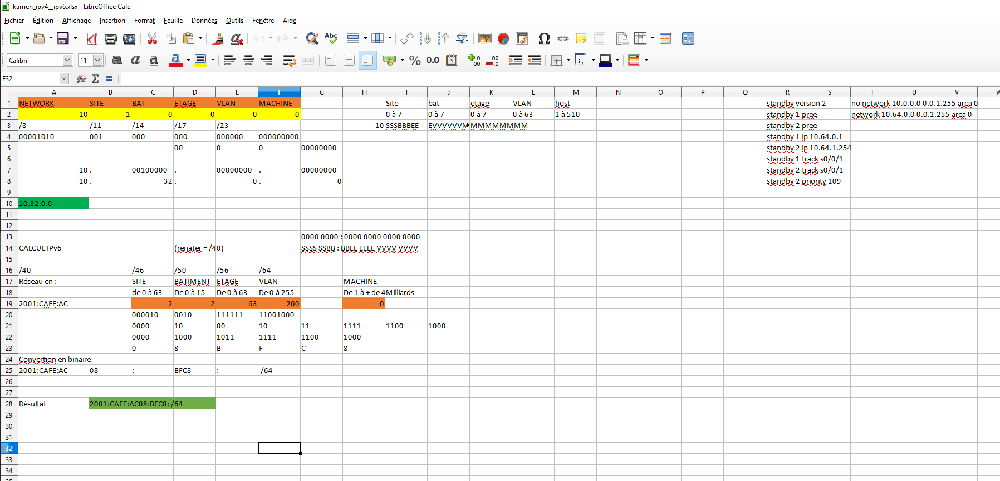 kamen_ipv4__ipv6.xlsx - LibreOffice Calc
Fichier Édition Affichage Insertion Format Feuille Données Outils Fenêtre Aide
Abc
Calibri 11 a a a a % 0.0 3 .00 .00
F32 fx Σ =
A B C D E F G H I J K L M N O P Q R S T U V W
1 NETWORK SITE BAT ETAGE VLAN MACHINE Site bat etage VLAN host standby version 2 no network 10.0.0.0 0.0.1.255 area 0
2 10 1 0 0 0 0 0 à 7 0 à 7 0 à 7 0 à 63 1 à 510 standby 1 pree network 10.64.0.0 0.0.1.255 area 0
3 /8 /11 /14 /17 /23 10 SSSBBBEE EVVVVVVM MMMMMMMM standby 2 pree
4 00001010 001 000 000 000000 000000000 standby 1 ip 10.64.0.1
5 00 0 0 00000000 standby 2 ip 10.64.1.254
6 standby 1 track s0/0/1
7 10 . 00100000 . 00000000 . 00000000 standby 2 track s0/0/1
8 10 . 32 . 0 . 0 standby 2 priority 109
9
10 10.32.0.0
11
12
13 0000 0000 : 0000 0000 0000 0000
14 CALCUL IPv6 (renater = /40) SSSS SSBB : BBEE EEEE VVVV VVVV
15
16 /40 /46 /50 /56 /64
17 Réseau en : SITE BATIMENT ETAGE VLAN MACHINE
18 de 0 à 63 De 0 à 15 De 0 à 63 De 0 à 255 De 1 à + de 4 Milliards
19 2001:CAFE:AC 2 2 63 200 0
20 000010 0010 111111 11001000
21 0000 10 00 10 11 1111 1100 1000
22 0000 1000 1011 1111 1100 1000
23 0 8 B F C 8
24 Convertion en binaire
25 2001:CAFE:AC 08 : BFC8 : /64
26
27
28 Résultat 2001:CAFE:AC08:BFC8: /64
29
30
31
32
33
34